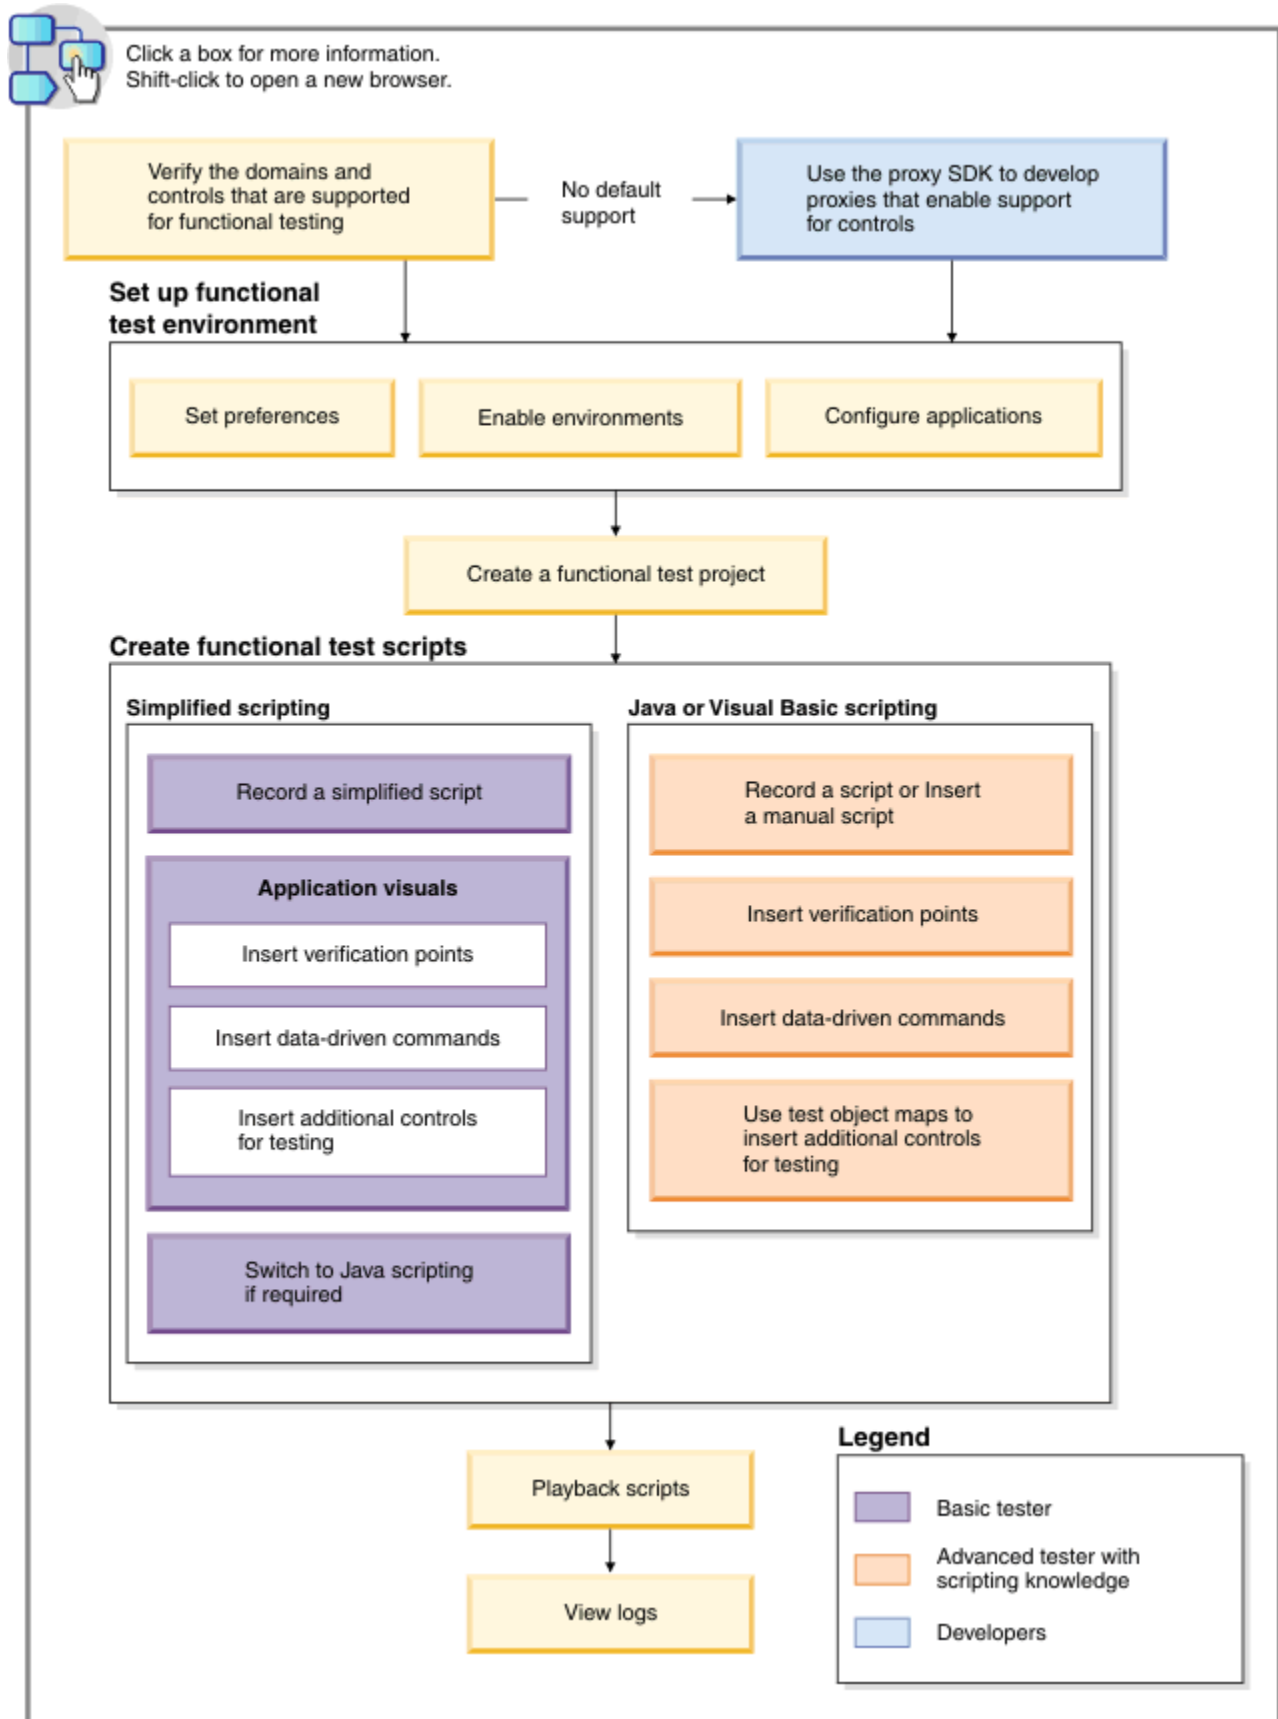 Click a box for more information.
Shift-click to open a new browser.
Verify the domains and
controls that are supported
for functional testing
No default
support
Use the proxy SDK to develop
proxies that enable support
for controls
Set up functional
test environment
Set preferences
Enable environments
Configure applications
Create a functional test project
Create functional test scripts
Simplified scripting
Record a simplified script
Application visuals
Insert verification points
Insert data-driven commands
Insert additional controls
for testing
Switch to Java scripting
if required
Java or Visual Basic scripting
Record a script or Insert
a manual script
Insert verification points
Insert data-driven commands
Use test object maps to
insert additional controls
for testing
Playback scripts
View logs
Legend
Basic tester
Advanced tester with
scripting knowledge
Developers